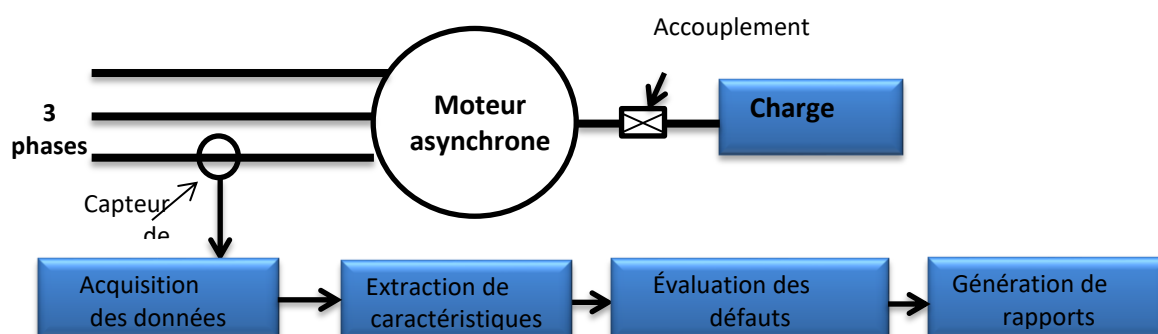 Accouplement
3
phases
Moteur
asynchrone
Charge
Capteur
de
Acquisition
des données
Extraction de
caractéristiques
Évaluation des
défauts
Génération de
rapports